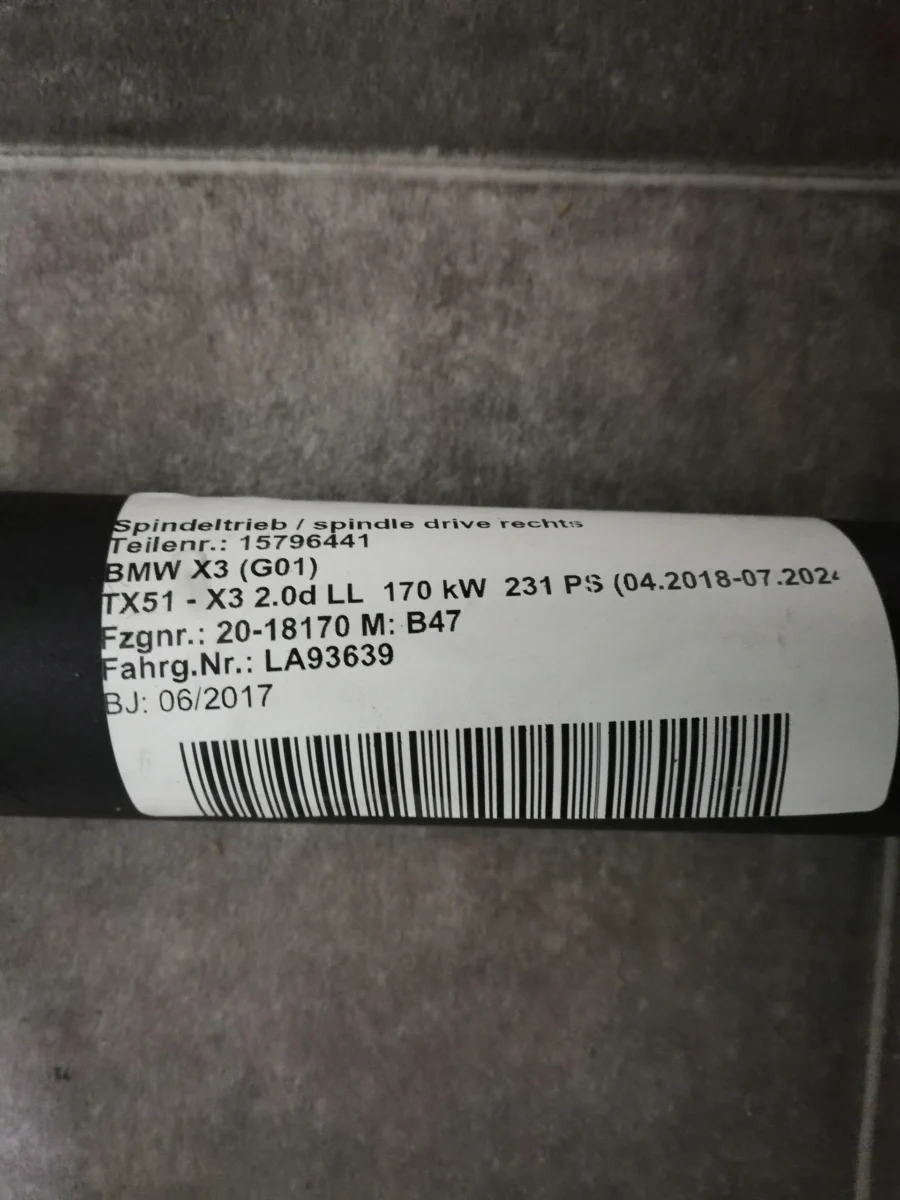 Spindeltrieb / spindle drive rechts
Teilenr.: 15796441
BMW X3 (G01)
TX51 - X3 2.0d LL 170 kW 231 PS (04.2018-07.202
Fzgnr.: 20-18170 M: B47
Fahrg.Nr.: LA93639
BJ: 06/2017